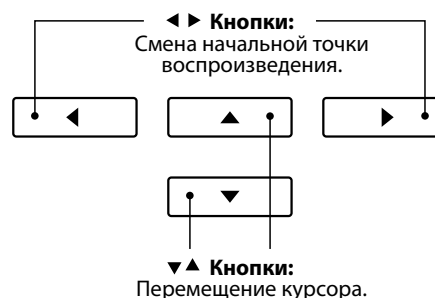 ◀ ▶ Кнопки:
Смена начальной точки
воспроизведения.
▼▲ Кнопки:
Перемещение курсора.